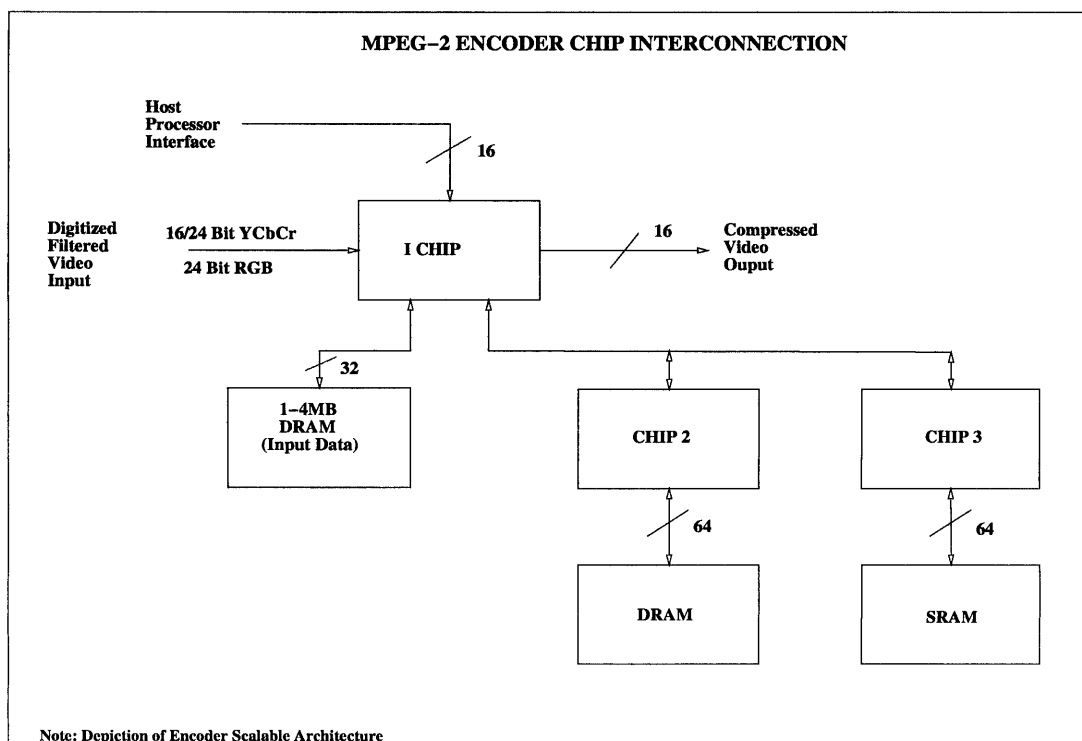 MPEG−2 ENCODER CHIP INTERCONNECTION
Host
Processor
Interface
16
Digitized
Filtered
Video
Input
16/24 Bit YCbCr
24 Bit RGB
I CHIP
16
Compressed
Video
Ouput
32
1−4MB
DRAM
(Input Data)
CHIP 2
CHIP 3
64
64
DRAM
SRAM
Note: Depiction of Encoder Scalable Architecture